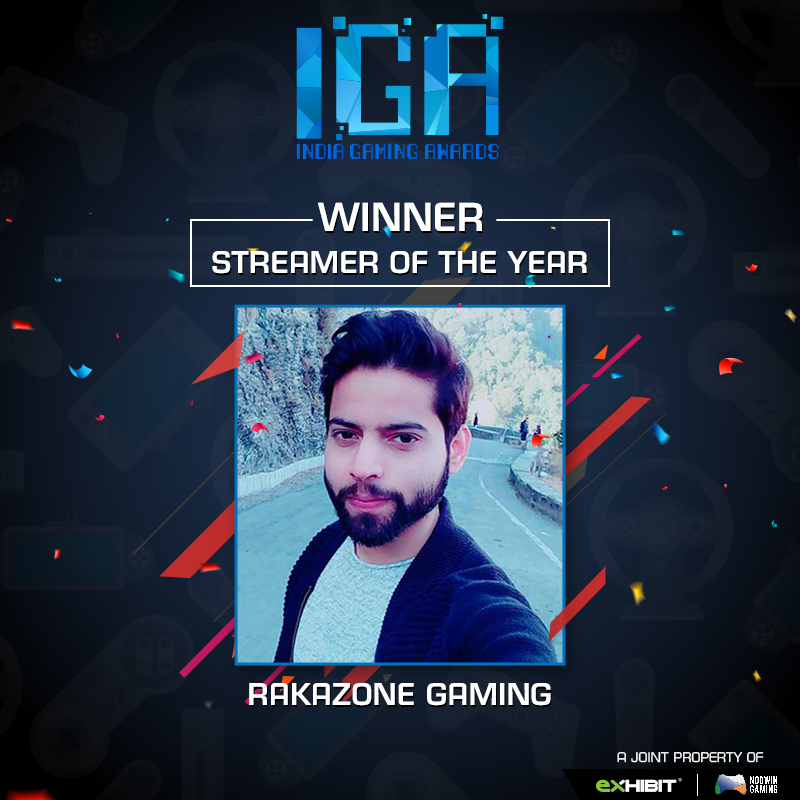 IGA
INDIA GAMING AWARDS
WINNER
STREAMER OF THE YEAR
RAKAZONE GAMING
A JOINT PROPERTY OF
EXHIBIT
NODWIN
GAMING